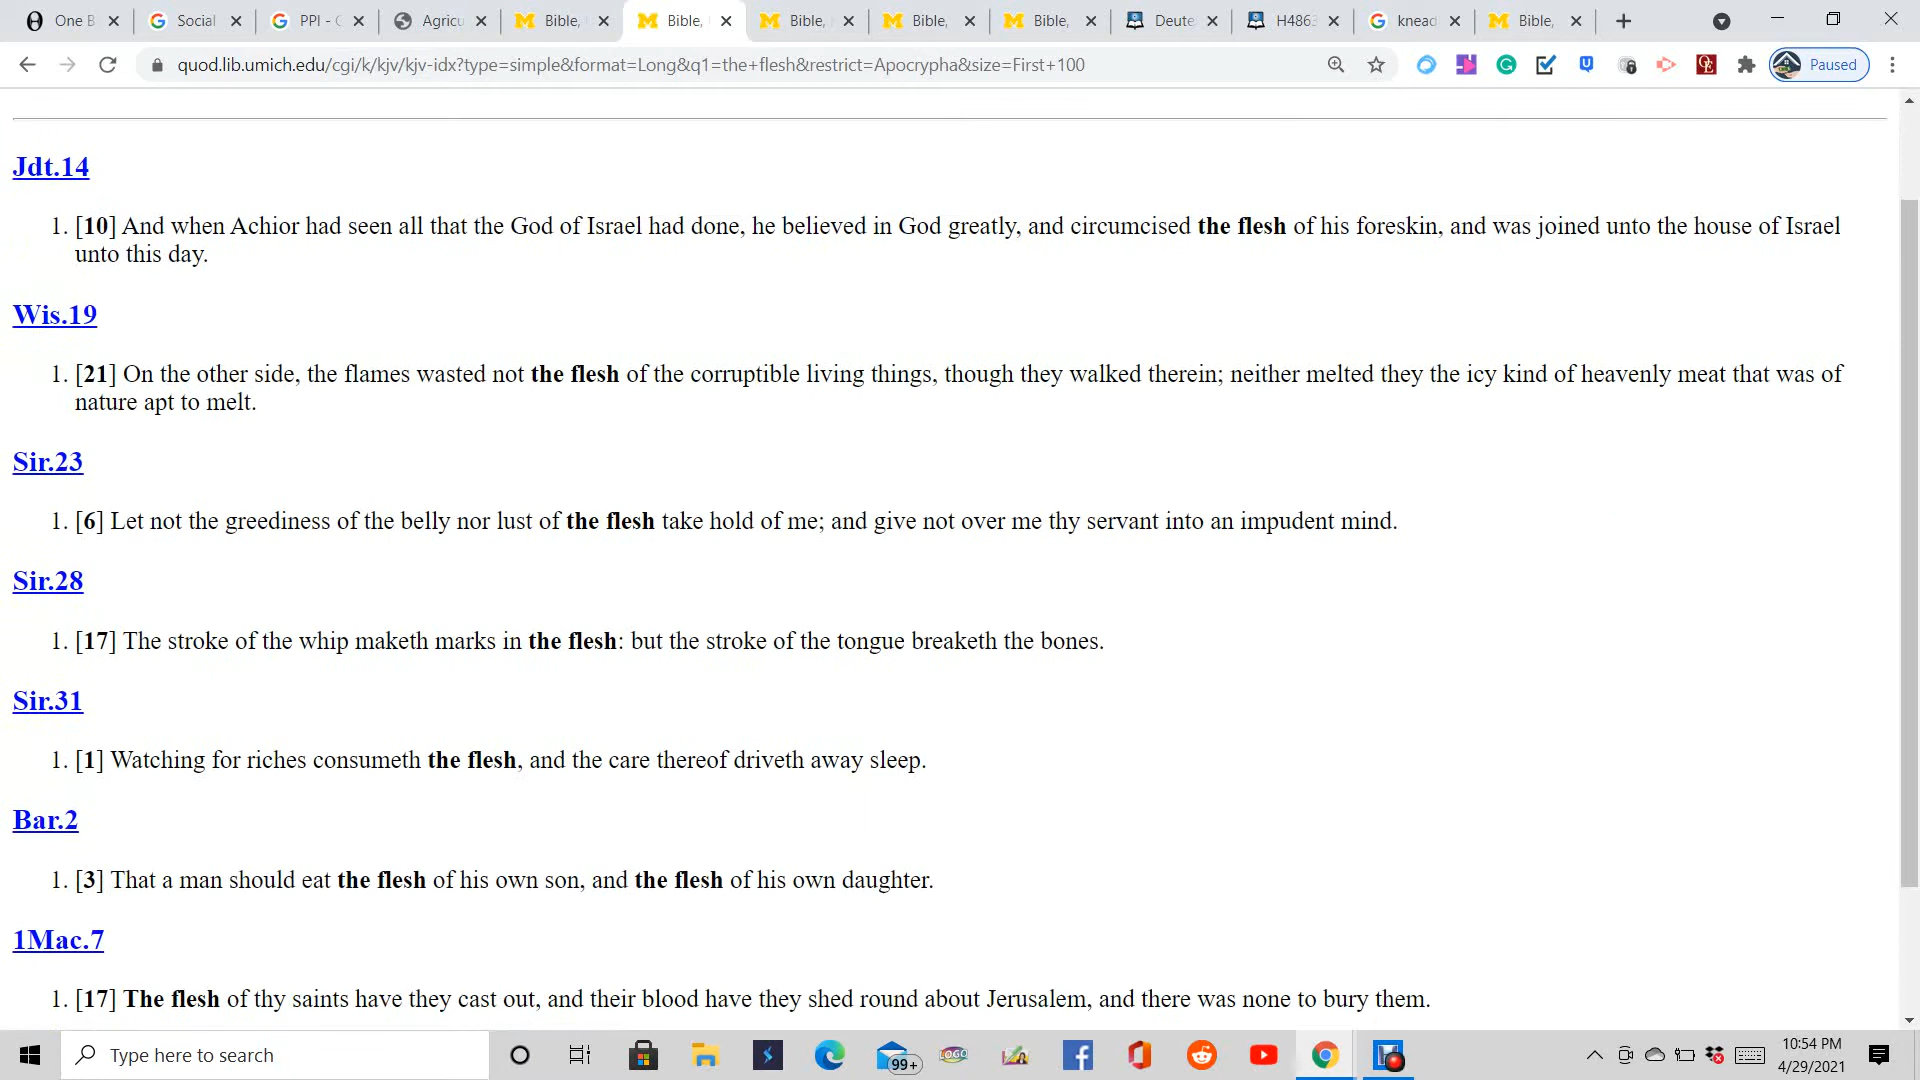 One B
Social
PPI - C
Agricu
Bible,
Bible,
Bible,
Bible,
Bible,
Deute
H4863
knead
Bible,
quod.lib.umich.edu/cgi/k/kjv/kjv-idx?type=simple&format=Long&q1=the+flesh&restrict=Apocrypha&size=First+100
Paused
Jdt.14
1. [10] And when Achior had seen all that the God of Israel had done, he believed in God greatly, and circumcised the flesh of his foreskin, and was joined unto the house of Israel
unto this day.
Wis.19
1. [21] On the other side, the flames wasted not the flesh of the corruptible living things, though they walked therein; neither melted they the icy kind of heavenly meat that was of
nature apt to melt.
Sir.23
1. [6] Let not the greediness of the belly nor lust of the flesh take hold of me; and give not over me thy servant into an impudent mind.
Sir.28
1. [17] The stroke of the whip maketh marks in the flesh: but the stroke of the tongue breaketh the bones.
Sir.31
1. [1] Watching for riches consumeth the flesh, and the care thereof driveth away sleep.
Bar.2
1. [3] That a man should eat the flesh of his own son, and the flesh of his own daughter.
1Mac.7
1. [17] The flesh of thy saints have they cast out, and their blood have they shed round about Jerusalem, and there was none to bury them.
Type here to search
99+
LOGO
10:54 PM
4/29/2021